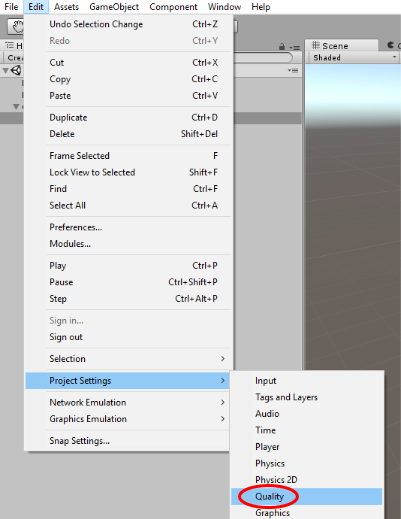 File Edit Assets GameObject Component Window Help
Undo Selection Change Ctrl+Z
Redo Ctrl+Y
Cut Ctrl+X
Copy Ctrl+C
Paste Ctrl+V
Duplicate Ctrl+D
Delete Shift+Del
Frame Selected F
Lock View to Selected Shift+F
Find Ctrl+F
Select All Ctrl+A
Preferences...
Modules...
Play Ctrl+P
Pause Ctrl+Shift+P
Step Ctrl+Alt+P
Sign in...
Sign out
Selection
Project Settings
Network Emulation
Graphics Emulation
Snap Settings...
Input
Tags and Layers
Audio
Time
Player
Physics
Physics 2D
Quality
Graphics
Scene
Shaded
H
Crea